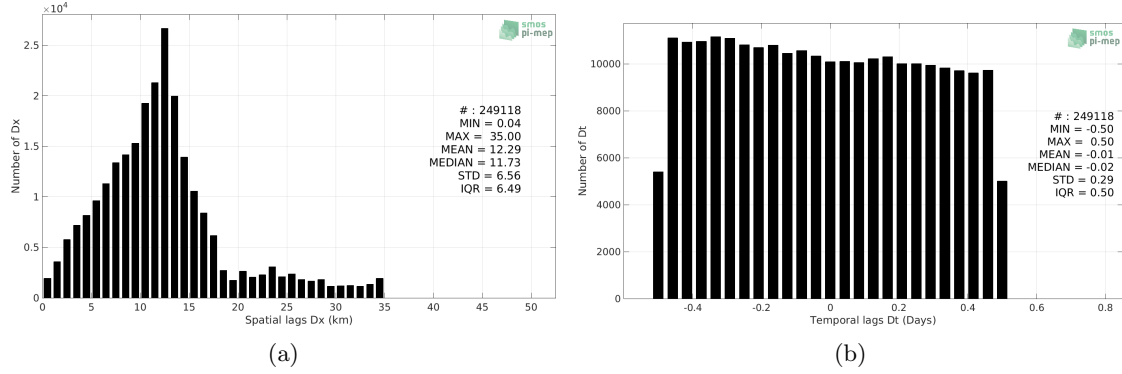 ×10⁴
smos
pi-mep
2.5
2
1.5
1
0.5
0
Number of Dx
# : 249118
MIN = 0.04
MAX = 35.00
MEAN = 12.29
MEDIAN = 11.73
STD = 6.56
IQR = 6.49
5 10 15 20 25 30 35 40 45 50
Spatial lags Dx (km)
(a)
smos
pi-mep
10000
8000
6000
4000
2000
0
Number of Dt
# : 249118
MIN = -0.50
MAX = 0.50
MEAN = -0.01
MEDIAN = -0.02
STD = 0.29
IQR = 0.50
-0.4 -0.2 0 0.2 0.4 0.6 0.8
Temporal lags Dt (Days)
(b)